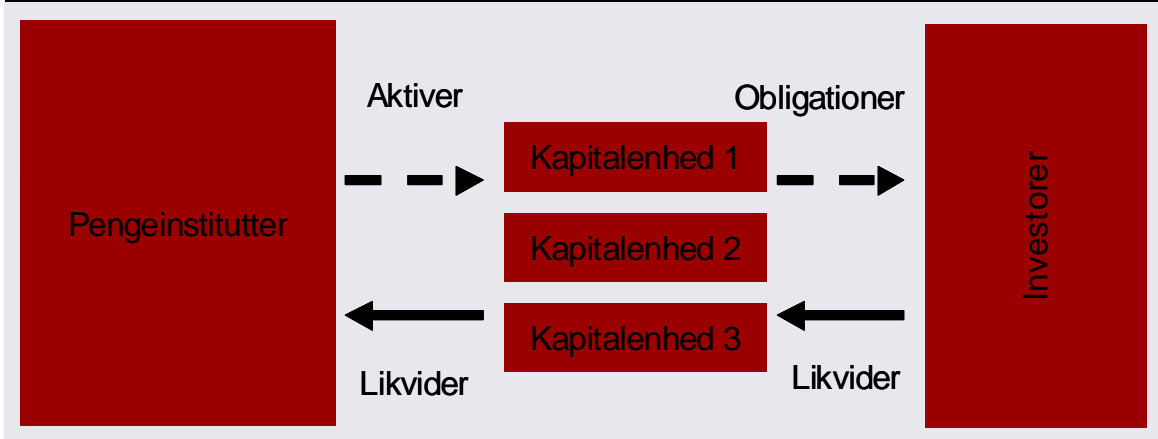 Pengeinstitutter
Aktiver
Obligationer
Kapitalenhed 1
Kapitalenhed 2
Kapitalenhed 3
Likvider
Likvider
Investorer